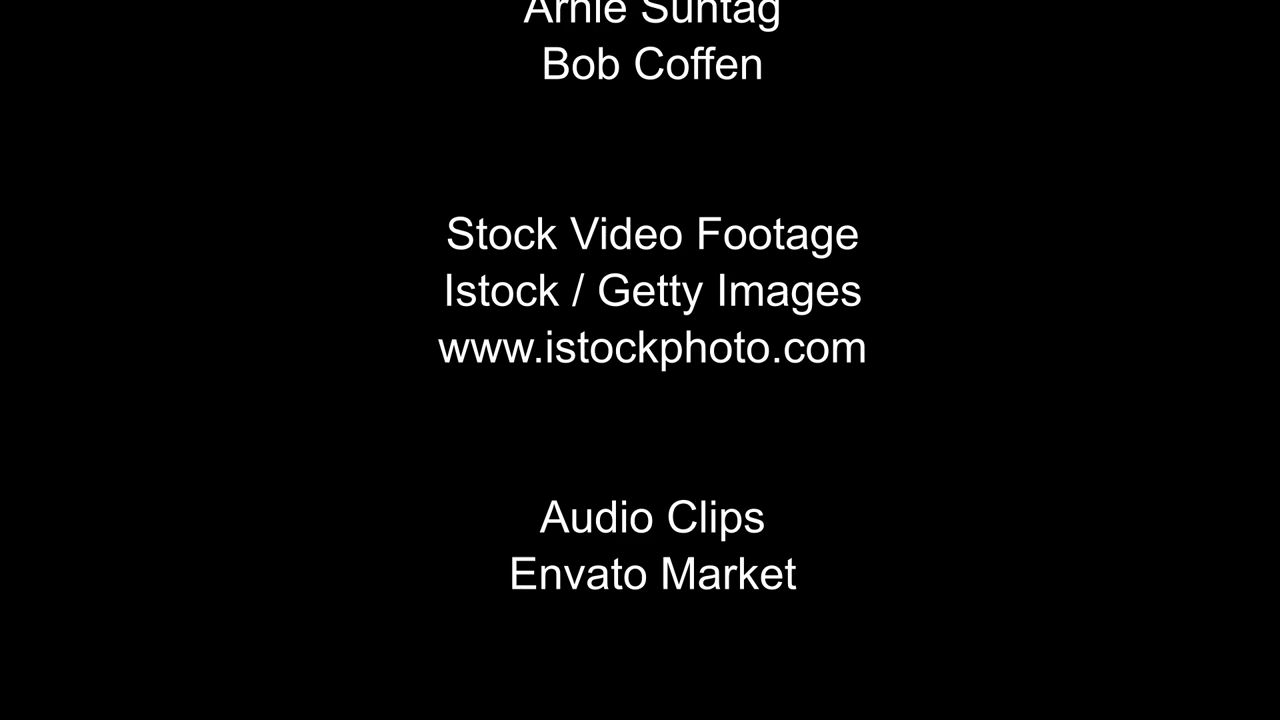 Arnie Suntag
Bob Coffen
Stock Video Footage
Istock / Getty Images
www.istockphoto.com
Audio Clips
Envato Market